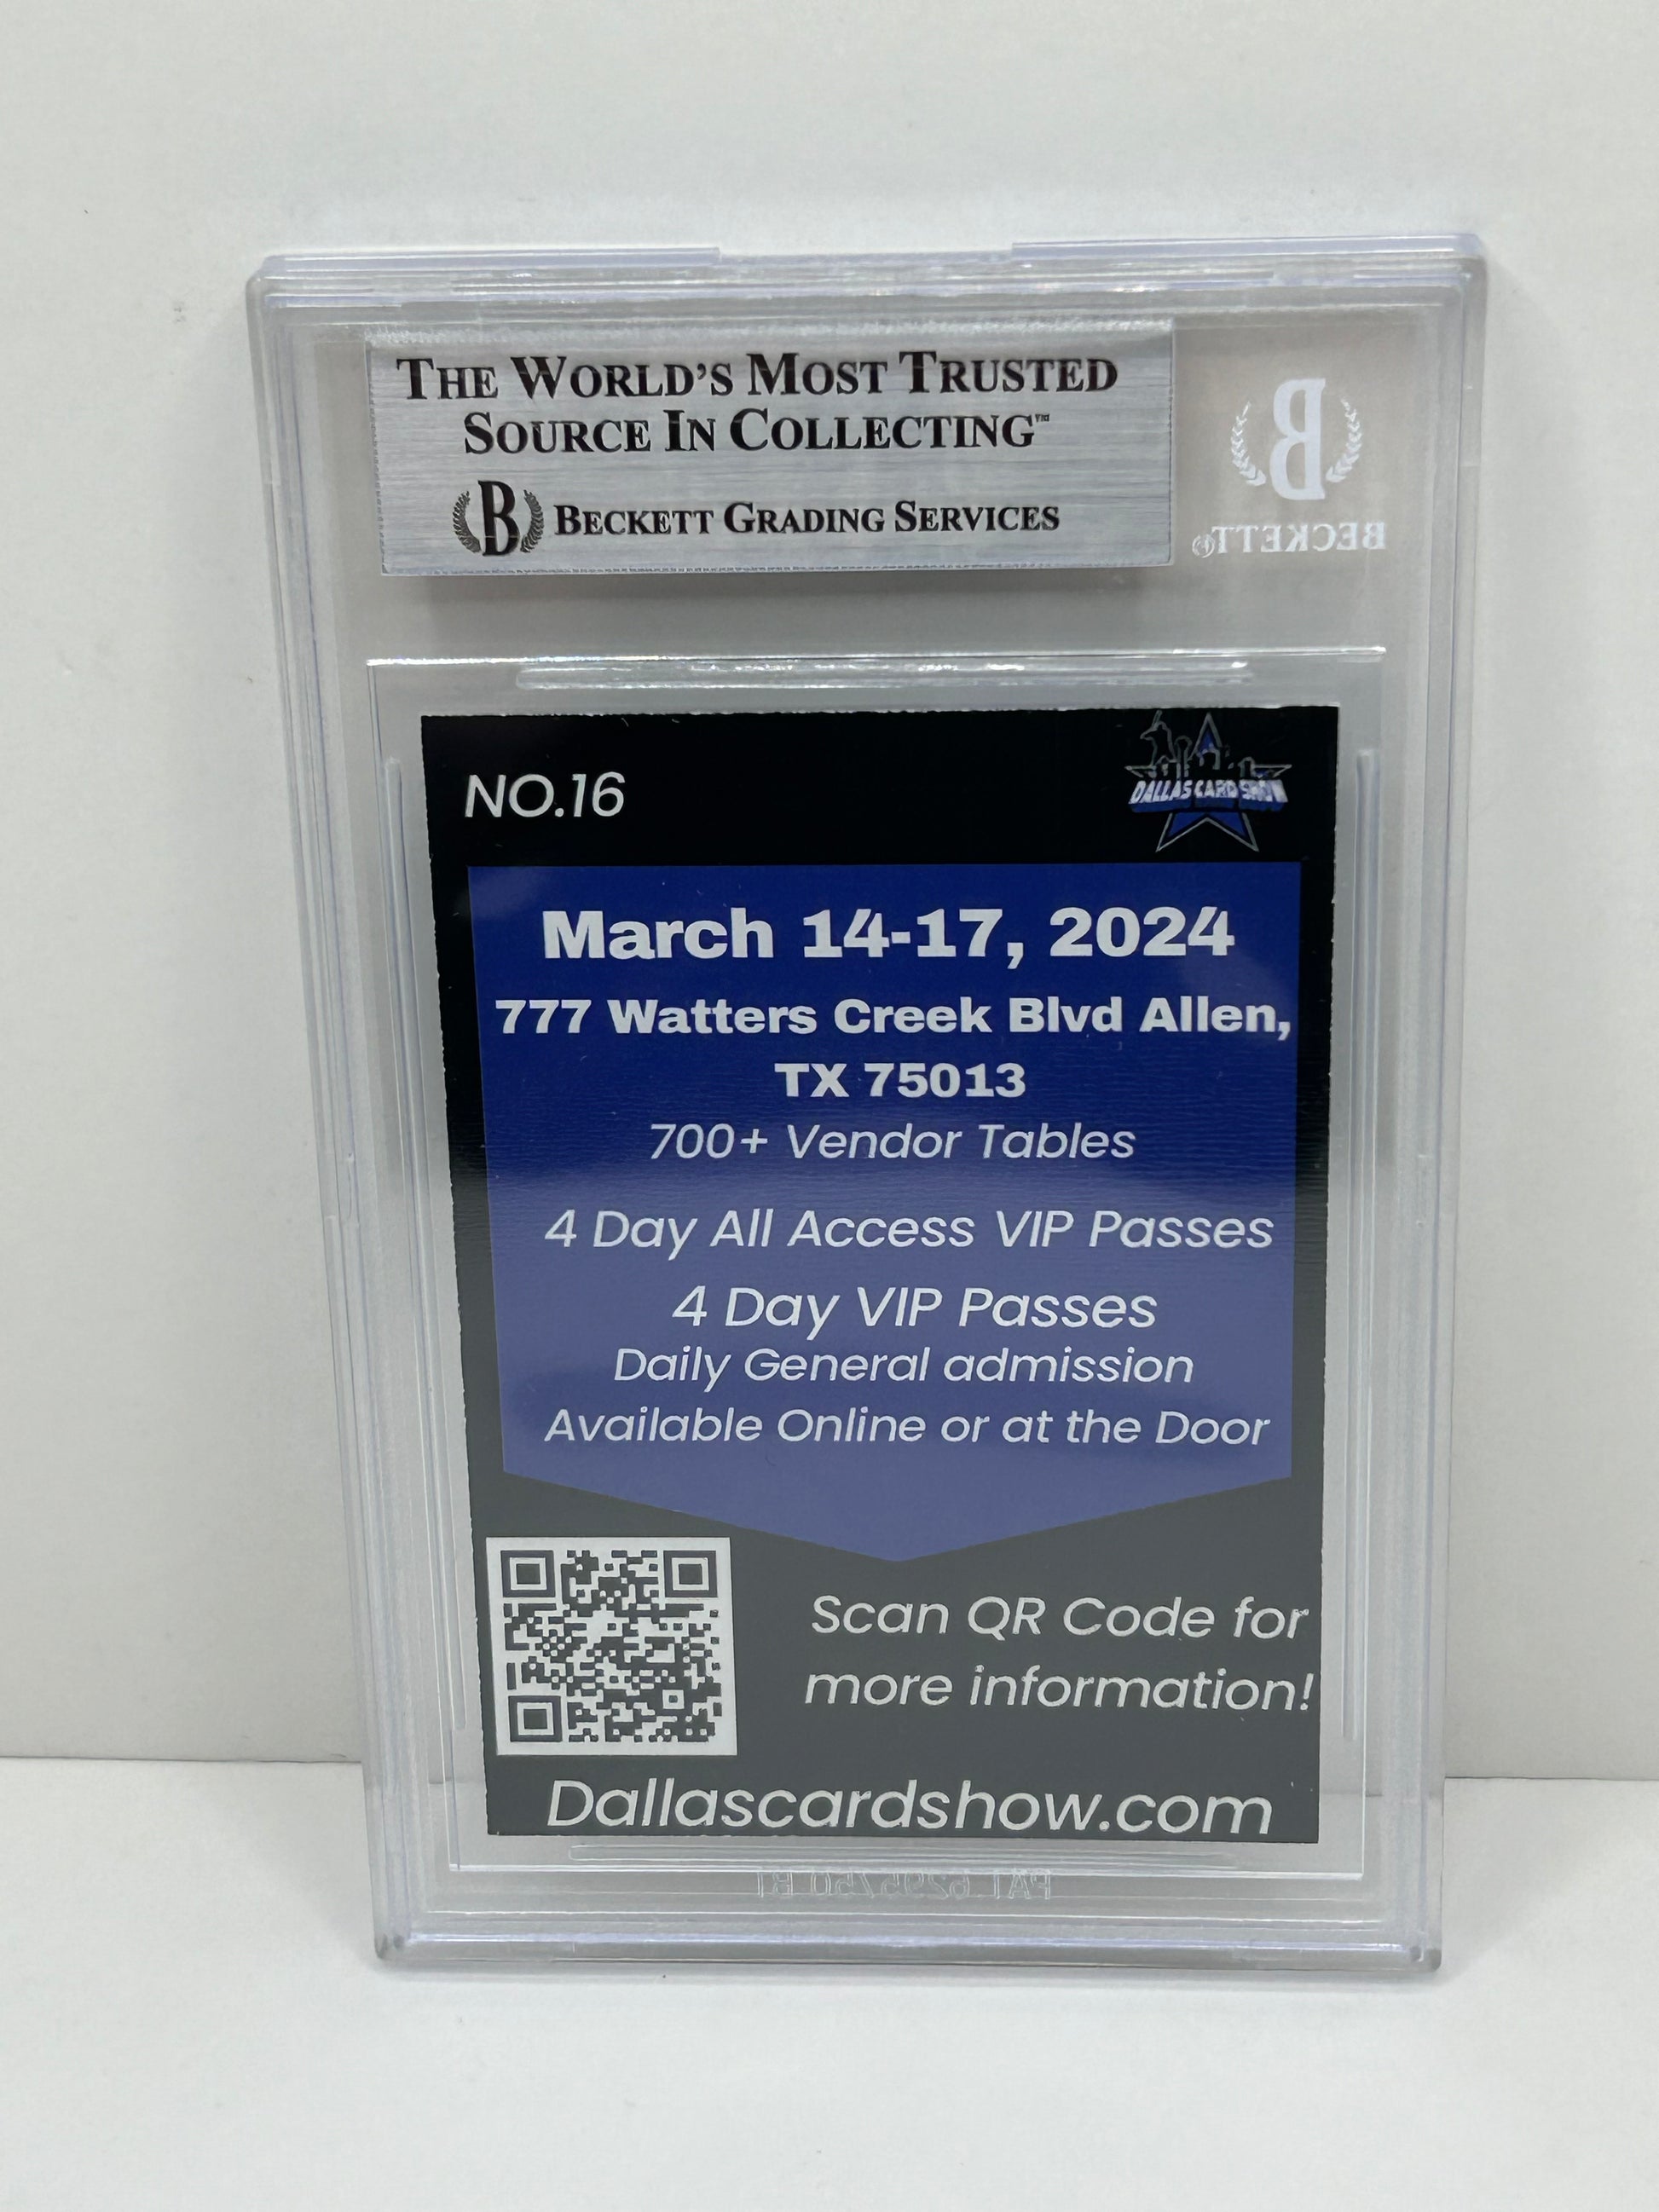 THE WORLD'S MOST TRUSTED
SOURCE IN COLLECTING™
B BECKETT GRADING SERVICES
B
BECKETT®
NO.16
DALLAS CARD SHOW
March 14-17, 2024
777 Watters Creek Blvd Allen,
TX 75013
700+ Vendor Tables
4 Day All Access VIP Passes
4 Day VIP Passes
Daily General admission
Available Online or at the Door
Scan QR Code for
more information!
Dallascardshow.com
PAT 6295750 B1